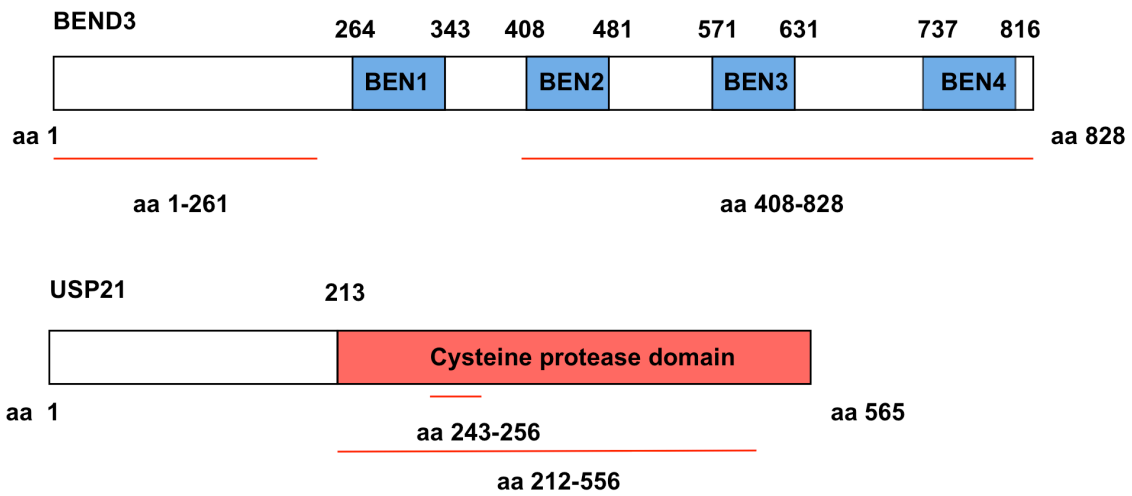 BEND3
264 343 408 481 571 631 737 816
BEN1 BEN2 BEN3 BEN4
aa 1 aa 828
aa 1-261 aa 408-828
USP21 213
Cysteine protease domain
aa 1 aa 565
aa 243-256
aa 212-556